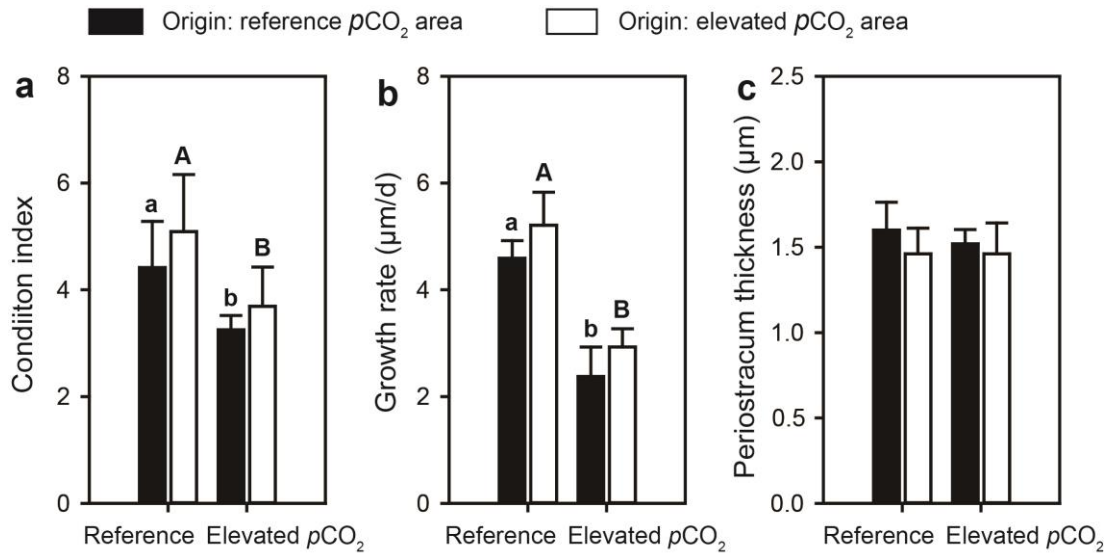 Origin: reference pCO₂ area
Origin: elevated pCO₂ area
a
Condiiton index
8
6
4
2
0
a
A
b
B
Reference
Elevated pCO₂
b
Growth rate (µm/d)
8
6
4
2
0
a
A
b
B
Reference
Elevated pCO₂
c
Periostracum thickness (µm)
2.5
2.0
1.5
1.0
0.5
0.0
Reference
Elevated pCO₂